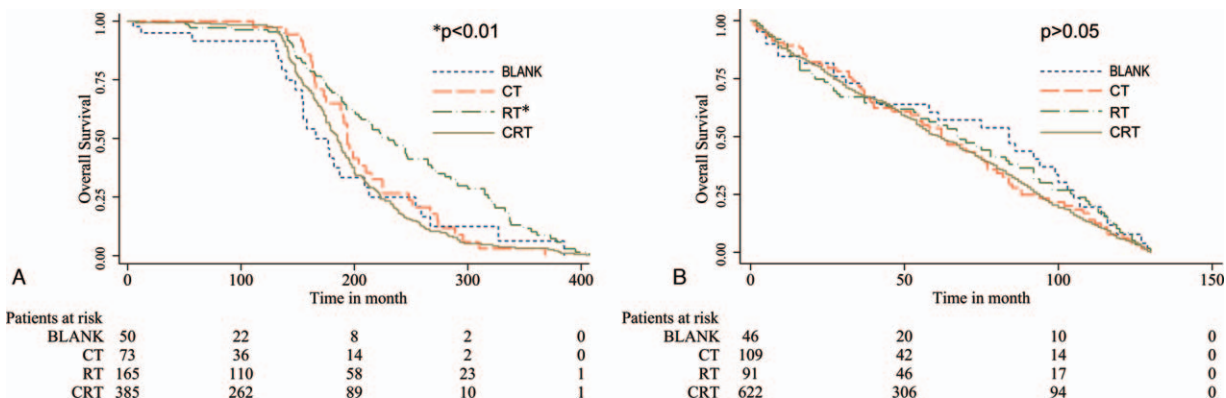 *p<0.01
BLANK
CT
RT*
CRT
Overall Survival
1.00
0.75
0.50
0.25
0.00
0 100 200 300 400
Time in month
A
Patients at risk
BLANK 50 22 8 2 0
CT 73 36 14 2 0
RT 165 110 58 23 1
CRT 385 262 89 10 1
p>0.05
BLANK
CT
RT
CRT
Overall Survival
1.00
0.75
0.50
0.25
0.00
0 50 100 150
Time in month
B
Patients at risk
BLANK 46 20 10 0
CT 109 42 14 0
RT 91 46 17 0
CRT 622 306 94 0